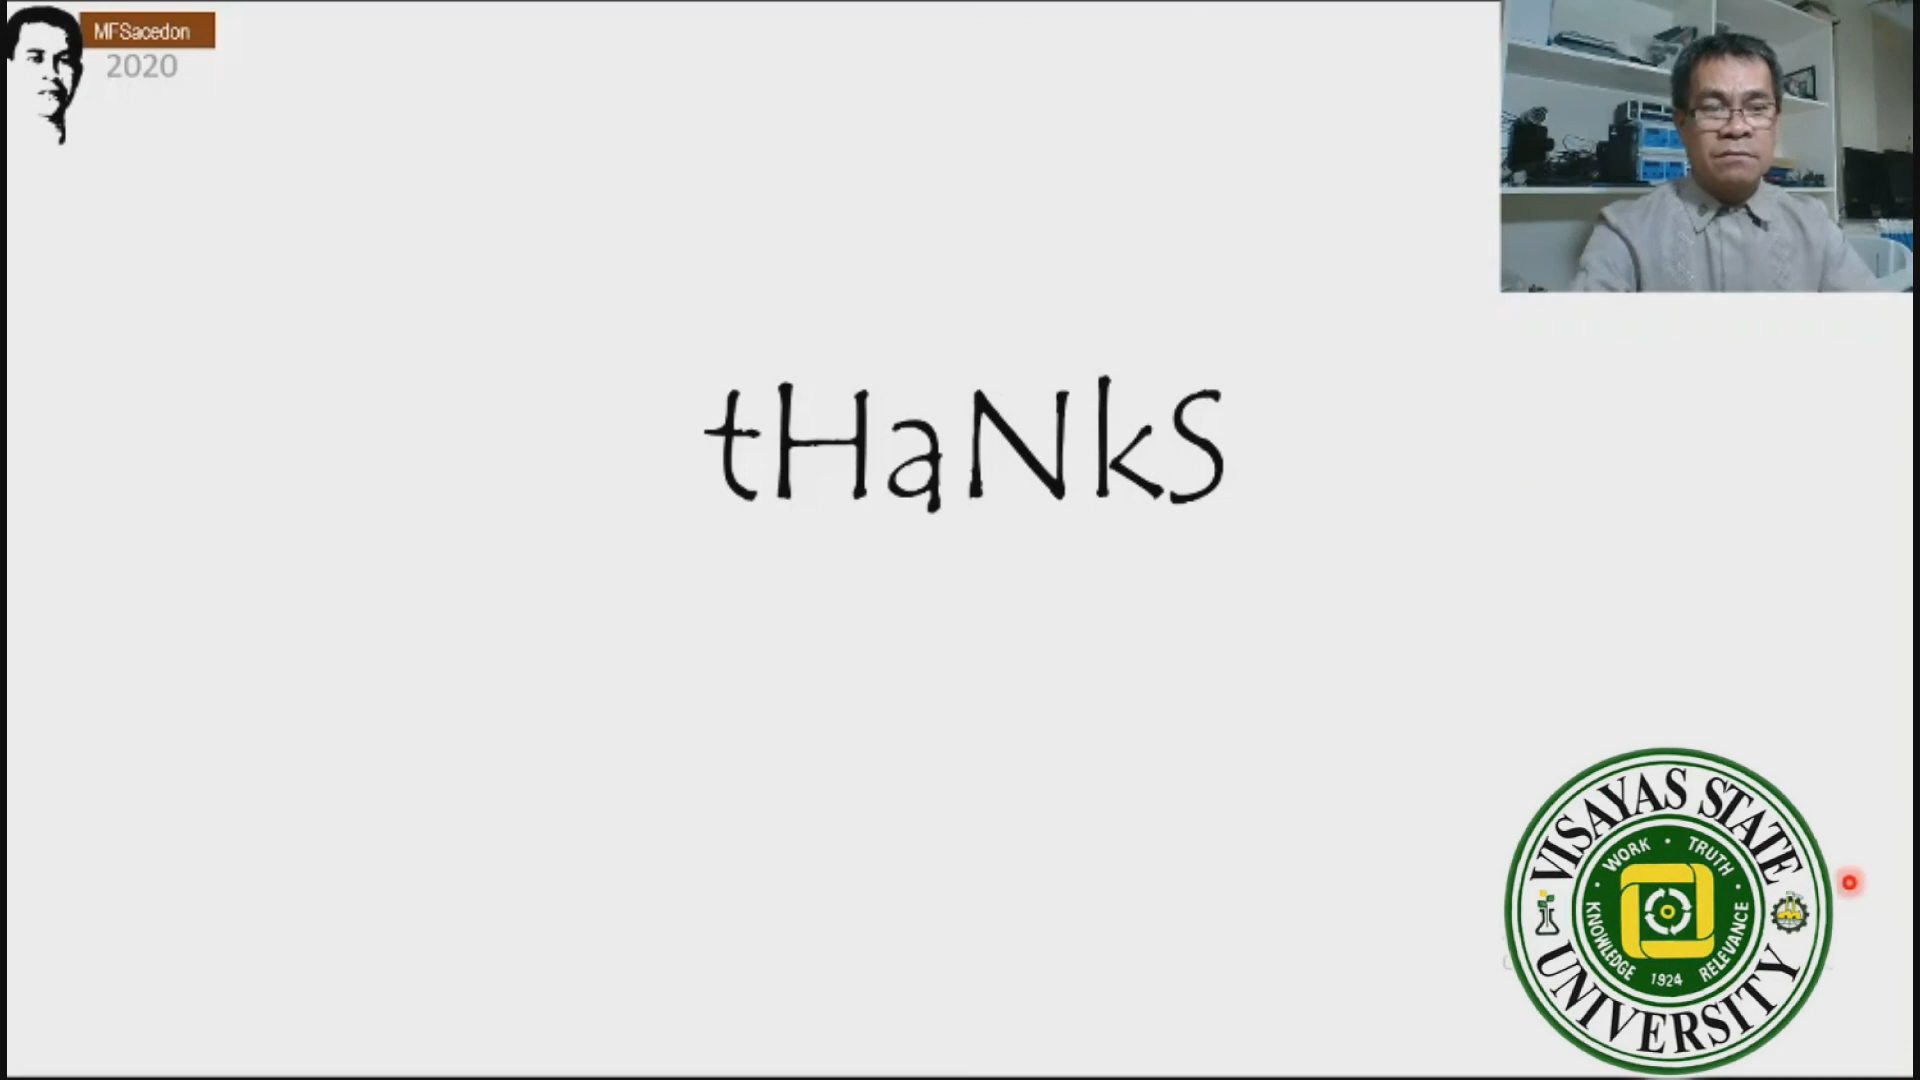 MFSacedon
2020
tHaNkS
VISAYAS STATE
UNIVERSITY
WORK • TRUTH
KNOWLEDGE 1924 RELEVANCE